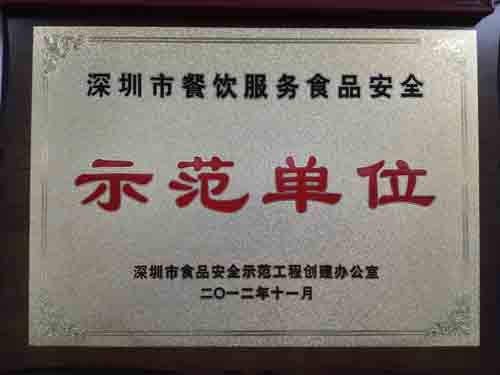 深圳市餐饮服务食品安全
示范单位
深圳市食品安全示范工程创建办公室
二〇一二年十一月